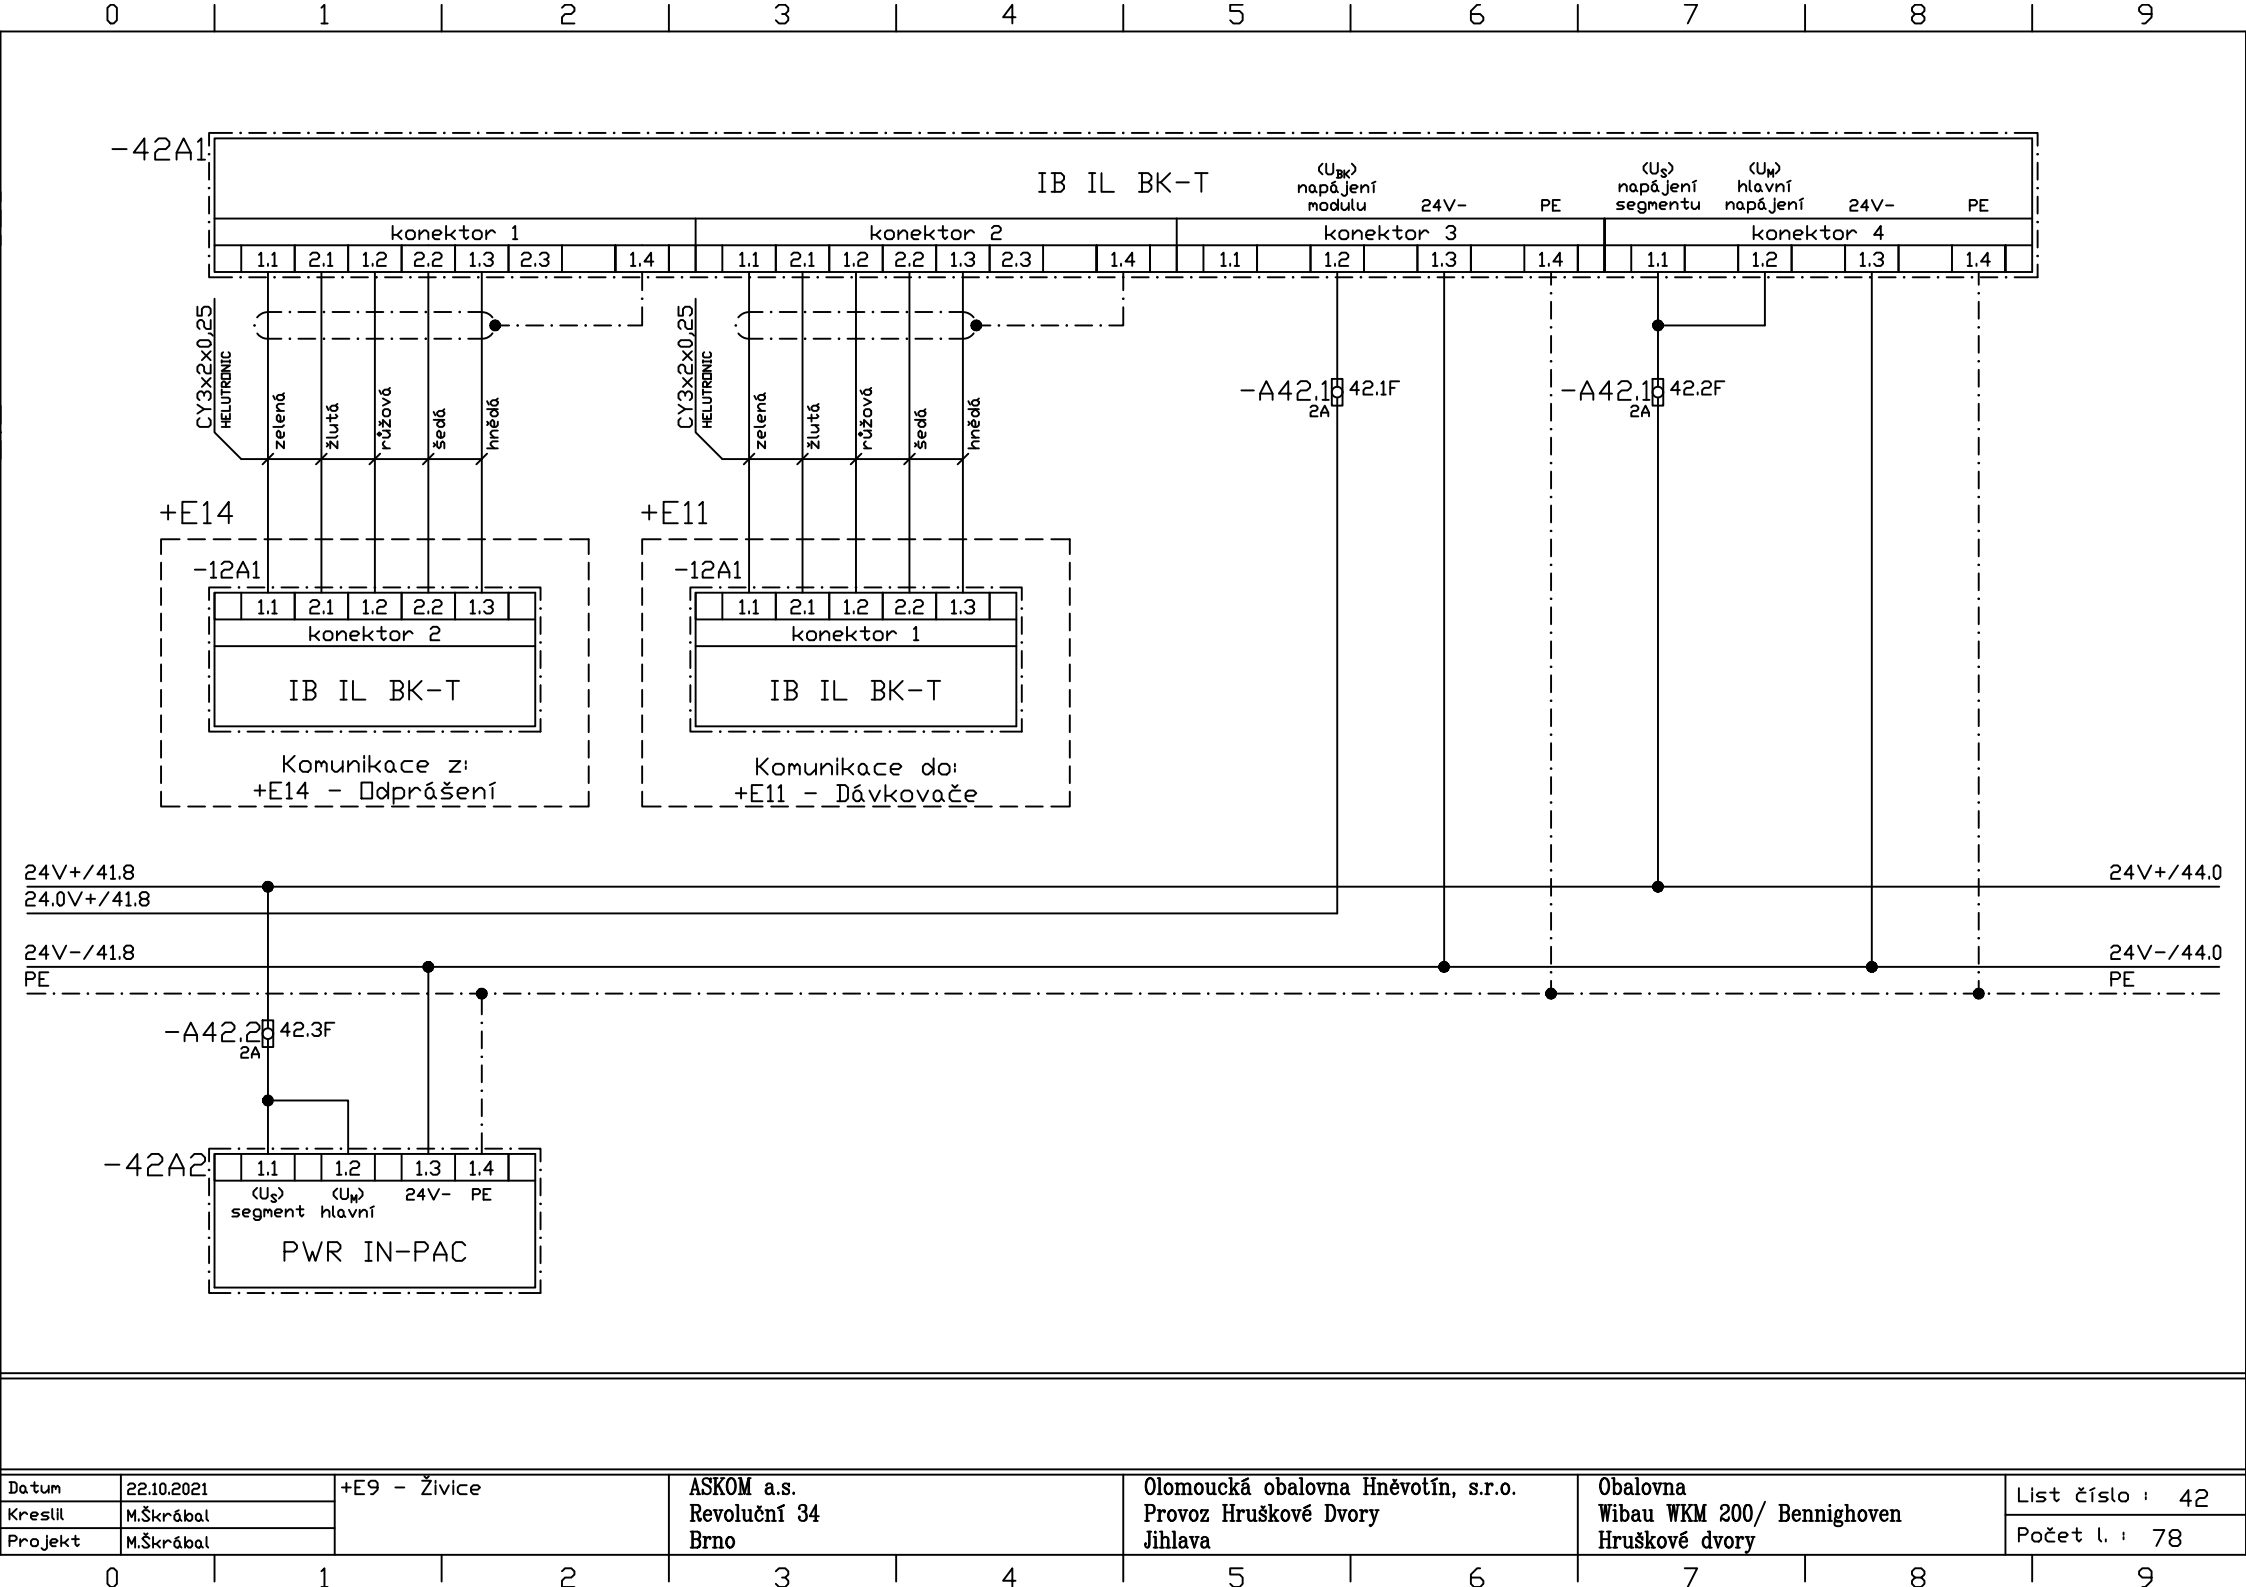 0 1 2 3 4 5 6 7 8 9
-42A1
IB IL BK-T
(UBK)
napájení
modulu
24V-
PE
(US)
napájení
segmentu
(UM)
hlavní
napájení
24V-
PE
konektor 1
konektor 2
konektor 3
konektor 4
1.1 2.1 1.2 2.2 1.3 2.3 1.4
1.1 2.1 1.2 2.2 1.3 2.3 1.4
1.1 1.2 1.3 1.4
1.1 1.2 1.3 1.4
CY3x2x0,25
HELUTRONIC
zelená
žlutá
růžová
šedá
hnědá
CY3x2x0,25
HELUTRONIC
zelená
žlutá
růžová
šedá
hnědá
-A42.1 42.1F
2A
-A42.1 42.2F
2A
+E14
-12A1
1.1 2.1 1.2 2.2 1.3
konektor 2
IB IL BK-T
Komunikace z:
+E14 - Odprášení
+E11
-12A1
1.1 2.1 1.2 2.2 1.3
konektor 1
IB IL BK-T
Komunikace do:
+E11 - Dávkovače
24V+/41.8 24V+/44.0
24.0V+/41.8
24V-/41.8 24V-/44.0
PE PE
-A42.2 42.3F
2A
-42A2
1.1 1.2 1.3 1.4
(US) (UM) 24V- PE
segment hlavní
PWR IN-PAC
Datum 22.10.2021
Kreslil M.Škrábal
Projekt M.Škrábal
+E9 - Živice
ASKOM a.s.
Revoluční 34
Brno
Olomoucká obalovna Hněvotín, s.r.o.
Provoz Hruškové Dvory
Jihlava
Obalovna
Wibau WKM 200/ Bennighoven
Hruškové dvory
List číslo : 42
Počet l. : 78
0 1 2 3 4 5 6 7 8 9